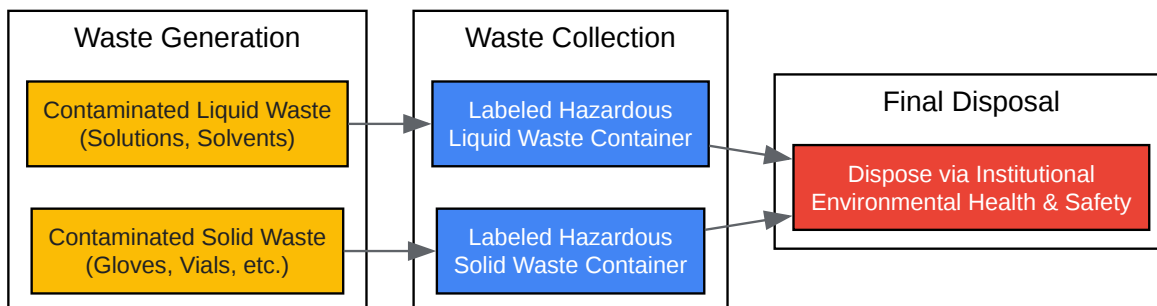 Waste Generation
Contaminated Liquid Waste
(Solutions, Solvents)
Contaminated Solid Waste
(Gloves, Vials, etc.)
Waste Collection
Labeled Hazardous
Liquid Waste Container
Labeled Hazardous
Solid Waste Container
Final Disposal
Dispose via Institutional
Environmental Health & Safety